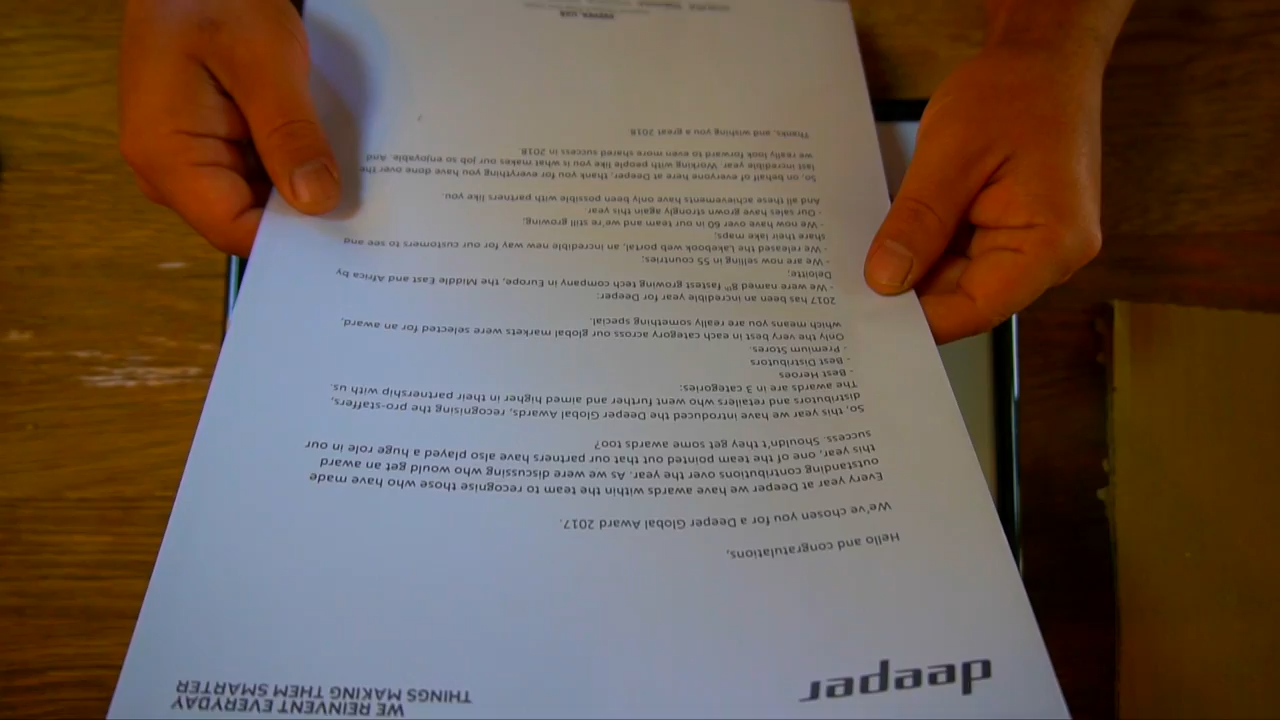 deeper
WE REINVENT EVERYDAY
THINGS MAKING THEM SMARTER
Hello and congratulations,
We've chosen you for a Deeper Global Award 2017.
Every year at Deeper we have awards within the team to recognise those who have made
outstanding contributions over the year. As we were discussing who would get an award
this year, one of the team pointed out that our partners have also played a huge role in our
success. Shouldn't they get some awards too?
So, this year we have introduced the Deeper Global Awards, recognising the pro-staffers,
distributors and retailers who went further and aimed higher in their partnership with us.
The awards are in 3 categories:
- Best Heroes
- Best Distributors
- Premium Stores.
Only the very best in each category across our global markets were selected for an award,
which means you are really something special.
2017 has been an incredible year for Deeper:
- We were named 8th fastest growing tech company in Europe, the Middle East and Africa by
Deloitte;
- We are now selling in 55 countries;
- We released the Lakebook web portal, an incredible new way for our customers to see and
share their lake maps;
- We now have over 60 in our team and we're still growing;
- Our sales have grown strongly again this year.
And all these achievements have only been possible with partners like you.
So, on behalf of everyone here at Deeper, thank you for everything you have done over the
last incredible year. Working with people like you is what makes our job so enjoyable. And
we really look forward to even more shared success in 2018.
Thanks, and wishing you a great 2018